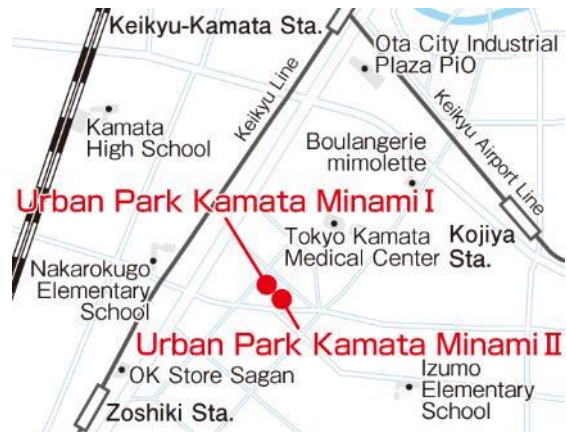 Keikyu-Kamata Sta.
Ota City Industrial
Plaza PiO
Keikyu Line
Kamata
High School
Keikyu Airport Line
Boulangerie
mimolette
Urban Park Kamata Minami I
Tokyo Kamata
Medical Center
Kojiya
Sta.
Nakarokugo
Elementary
School
Urban Park Kamata Minami II
OK Store Sagan
Izumo
Elementary
School
Zoshiki Sta.